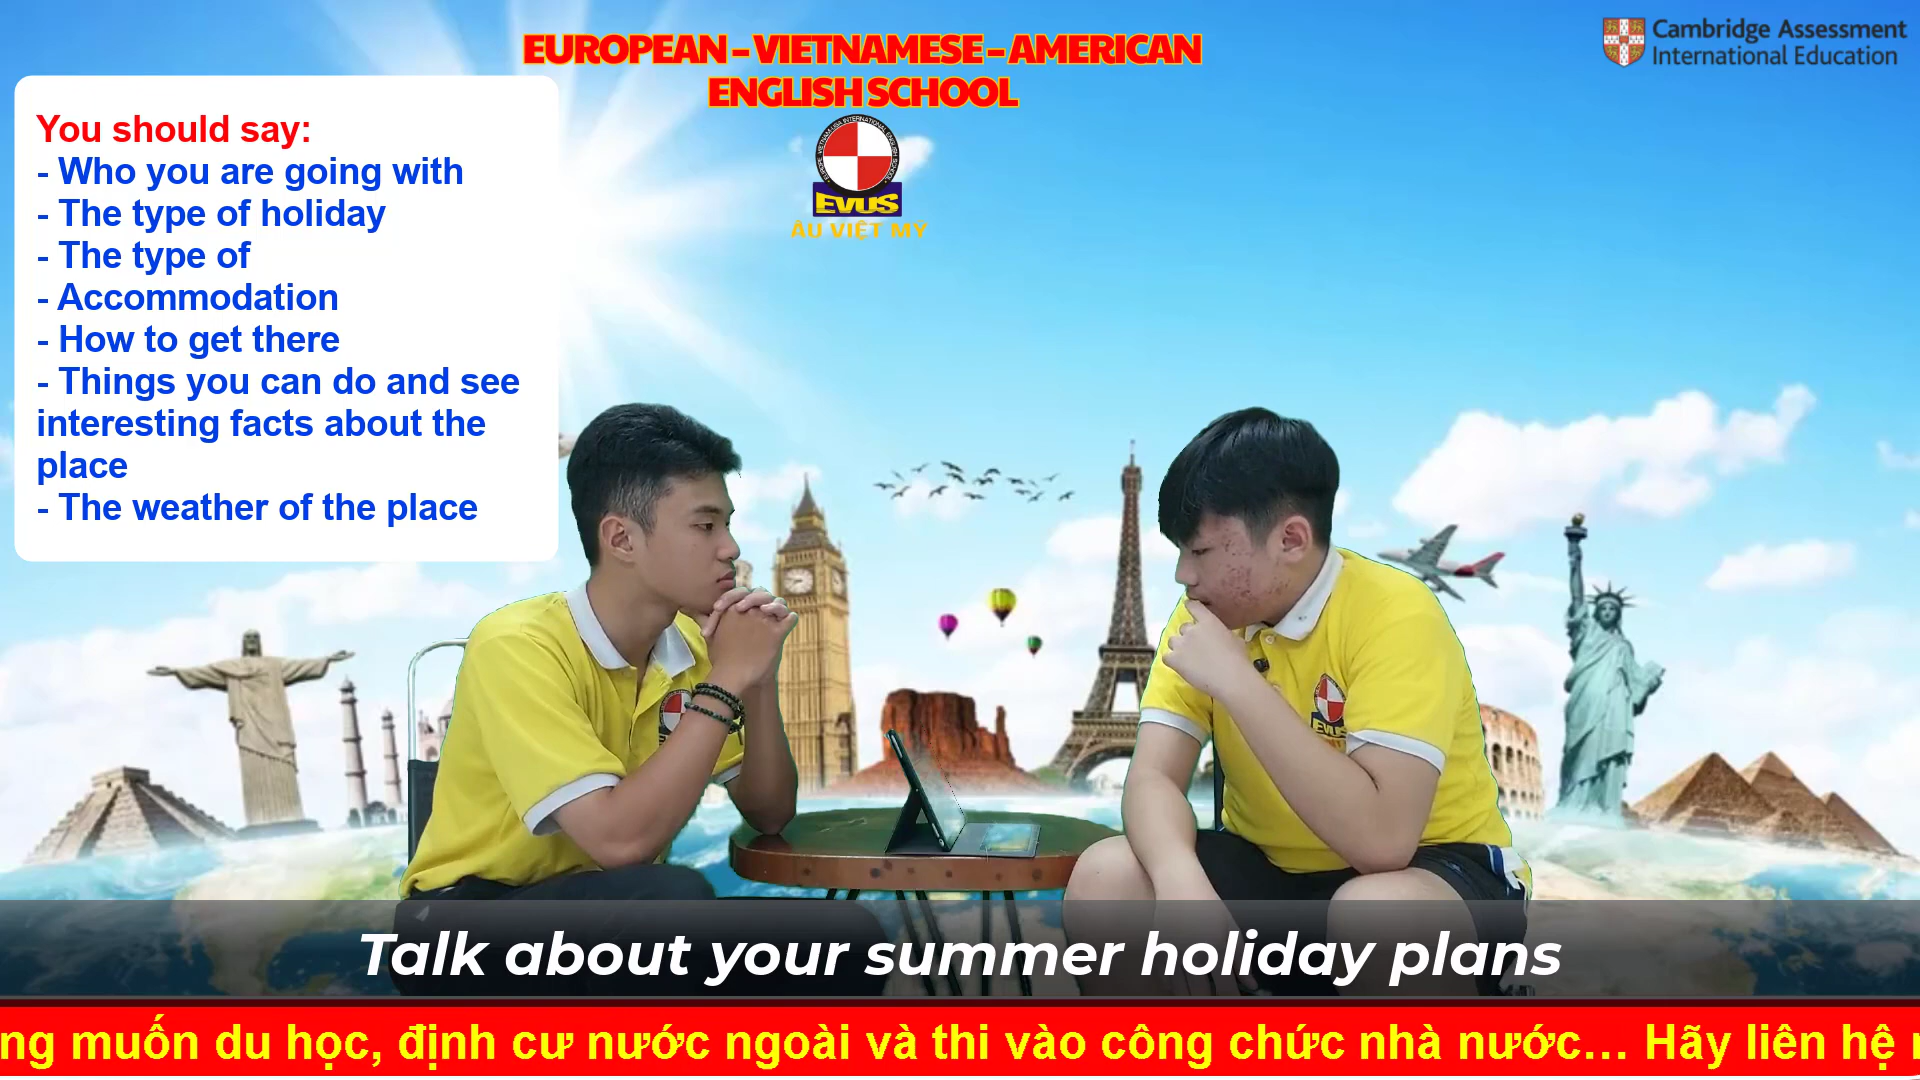 EUROPEAN – VIETNAMESE – AMERICAN
ENGLISH SCHOOL
Cambridge Assessment
International Education
EVUS
ÂU VIỆT MỸ
You should say:
- Who you are going with
- The type of holiday
- The type of
- Accommodation
- How to get there
- Things you can do and see
interesting facts about the
place
- The weather of the place
EVUS
Talk about your summer holiday plans
ng muốn du học, định cư nước ngoài và thi vào công chức nhà nước... Hãy liên hệ